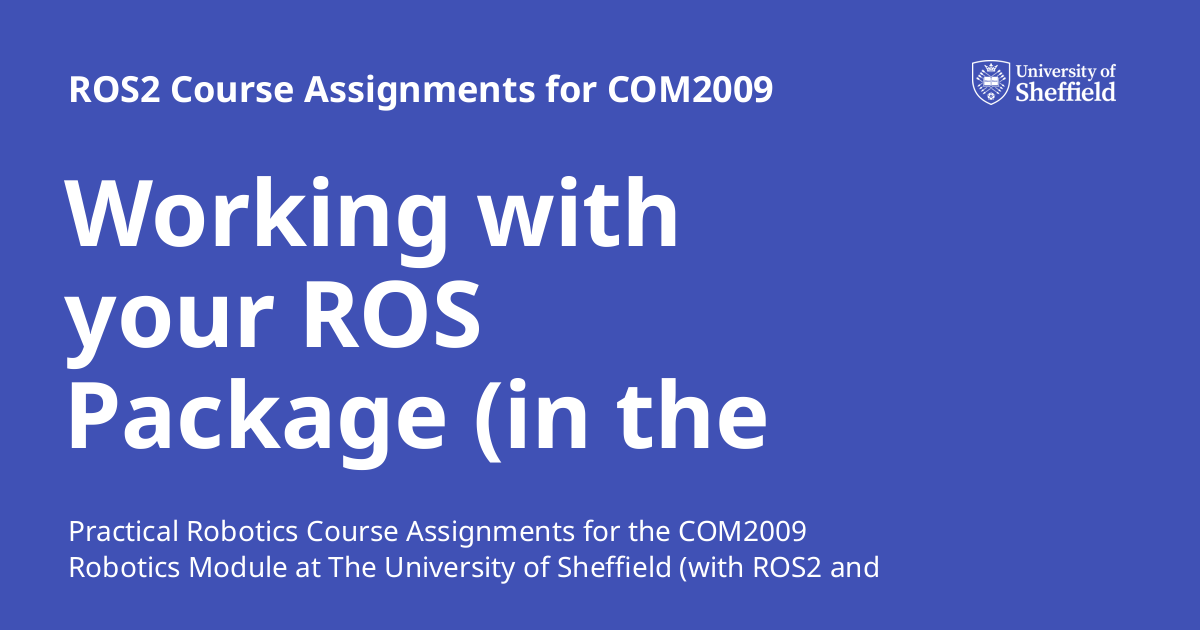 ROS2 Course Assignments for COM2009
University of
Sheffield
Working with
your ROS
Package (in the
Practical Robotics Course Assignments for the COM2009
Robotics Module at The University of Sheffield (with ROS2 and